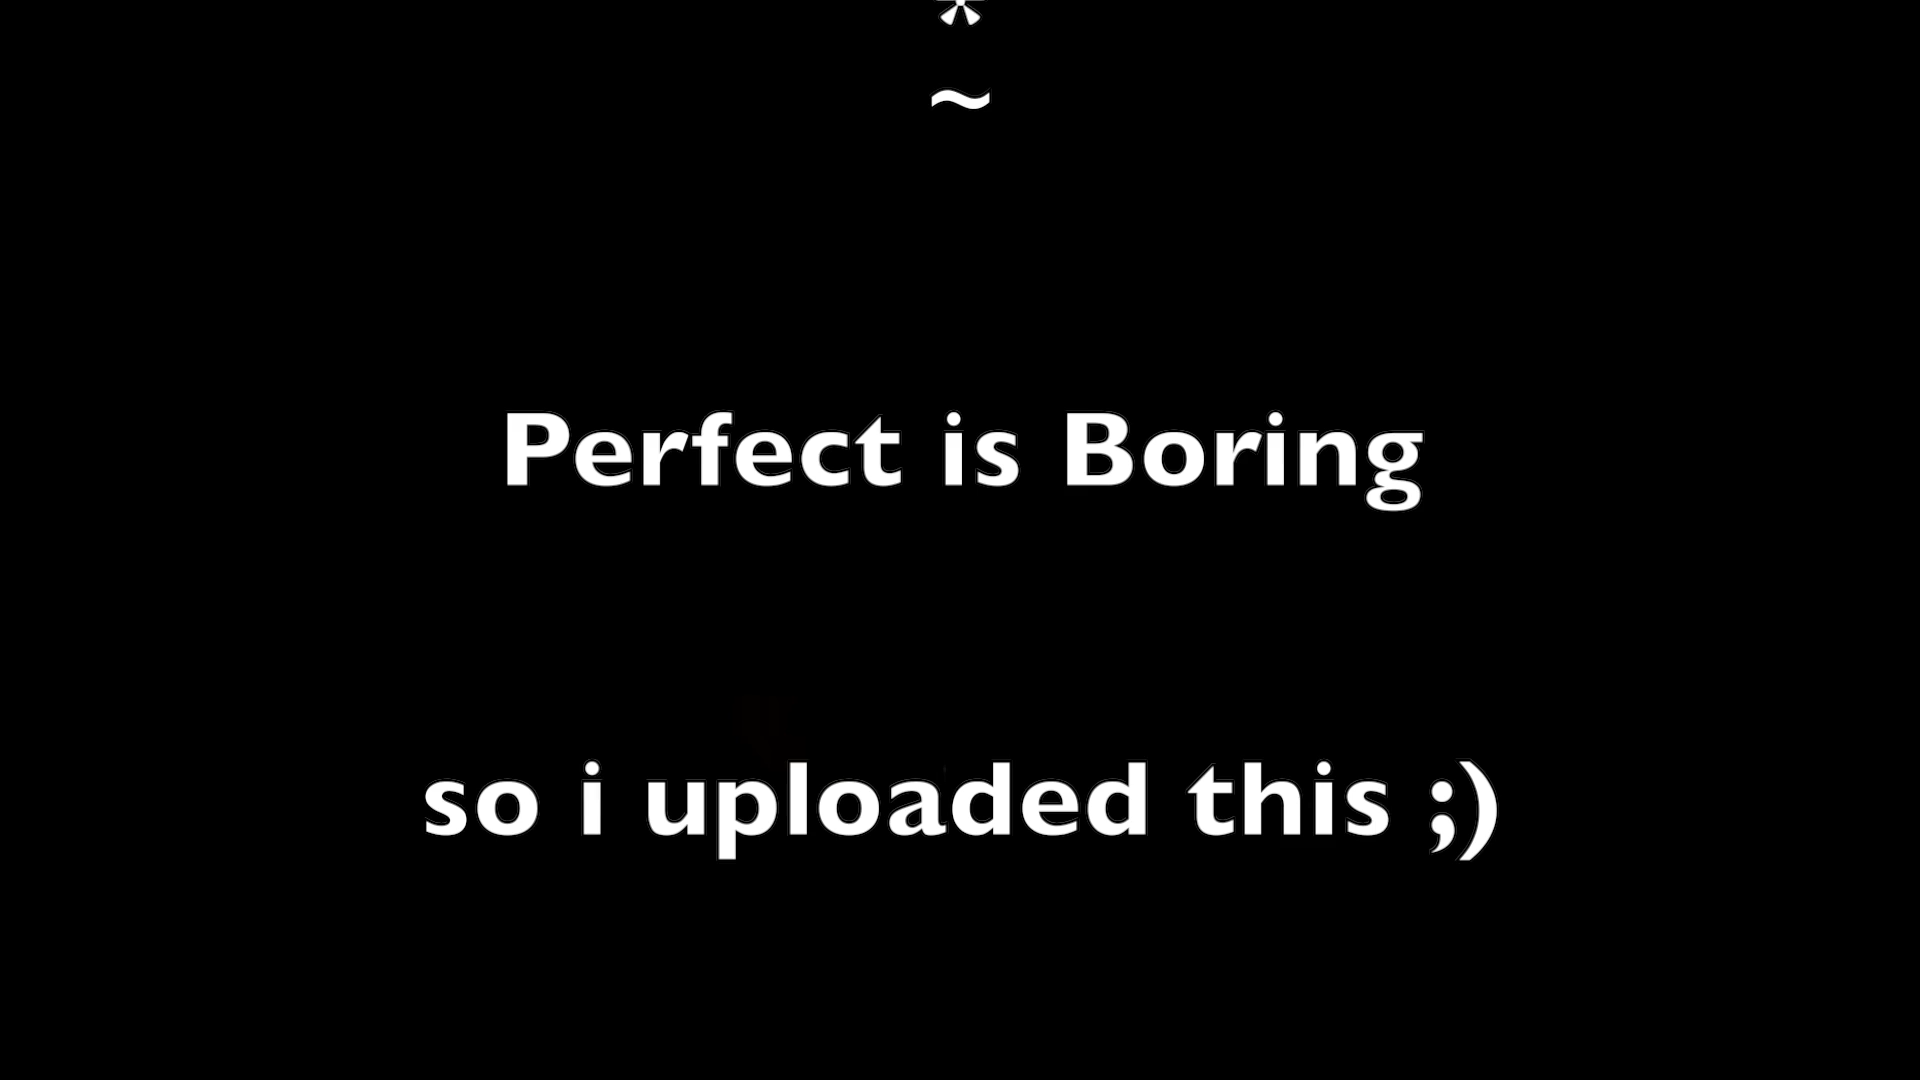 *
~
Perfect is Boring
so i uploaded this ;)